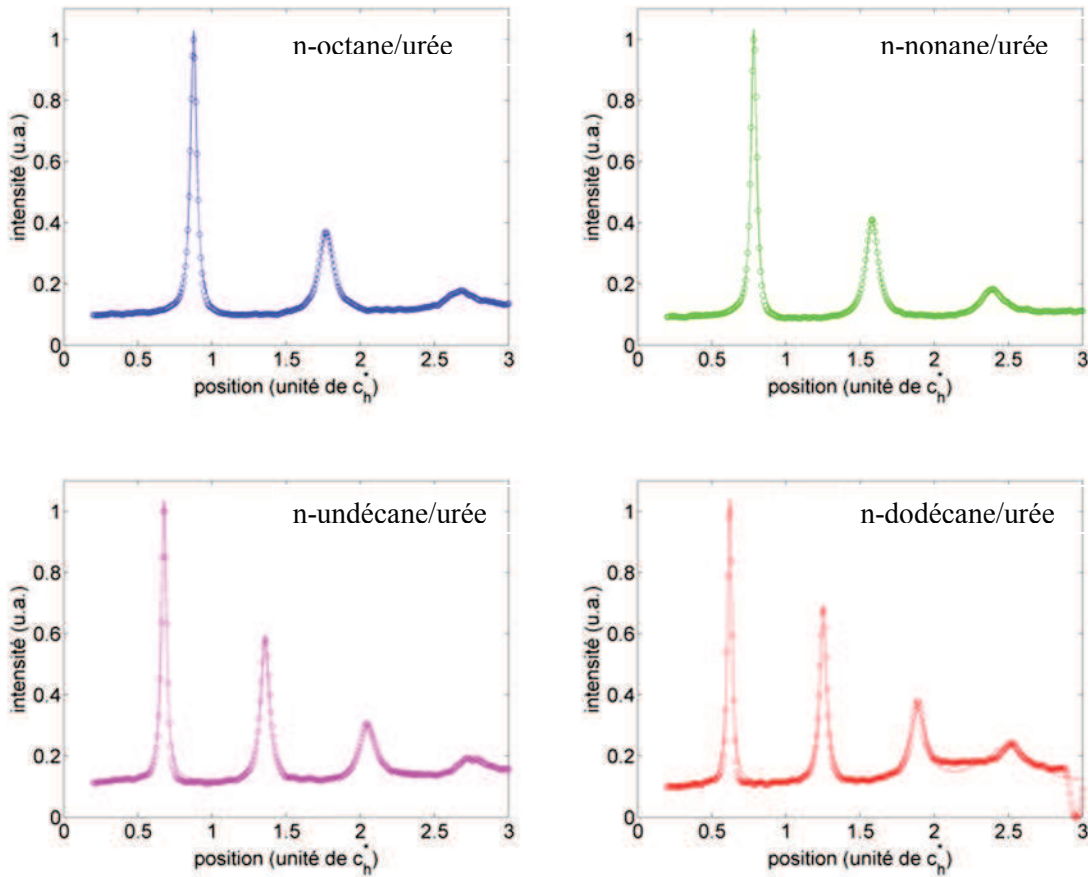 n-octane/urée
intensité (u.a.)
1
0.8
0.6
0.4
0.2
0
0 0.5 1 1.5 2 2.5 3
position (unité de c*h)
n-nonane/urée
intensité (u.a.)
1
0.8
0.6
0.4
0.2
0
0 0.5 1 1.5 2 2.5 3
position (unité de c*h)
n-undécane/urée
intensité (u.a.)
1
0.8
0.6
0.4
0.2
0
0 0.5 1 1.5 2 2.5 3
position (unité de c*h)
n-dodécane/urée
intensité (u.a.)
1
0.8
0.6
0.4
0.2
0
0 0.5 1 1.5 2 2.5 3
position (unité de c*h)